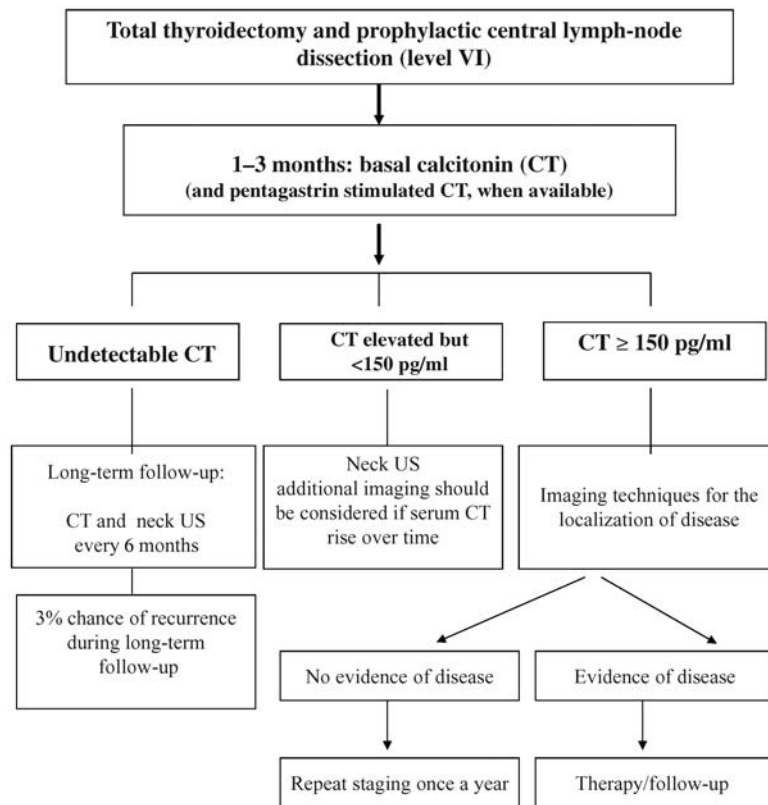 Total thyroidectomy and prophylactic central lymph-node
dissection (level VI)
1–3 months: basal calcitonin (CT)
(and pentagastrin stimulated CT, when available)
Undetectable CT
CT elevated but
<150 pg/ml
CT ≥ 150 pg/ml
Long-term follow-up:
CT and neck US
every 6 months
Neck US
additional imaging should
be considered if serum CT
rise over time
Imaging techniques for the
localization of disease
3% chance of recurrence
during long-term
follow-up
No evidence of disease
Evidence of disease
Repeat staging once a year
Therapy/follow-up